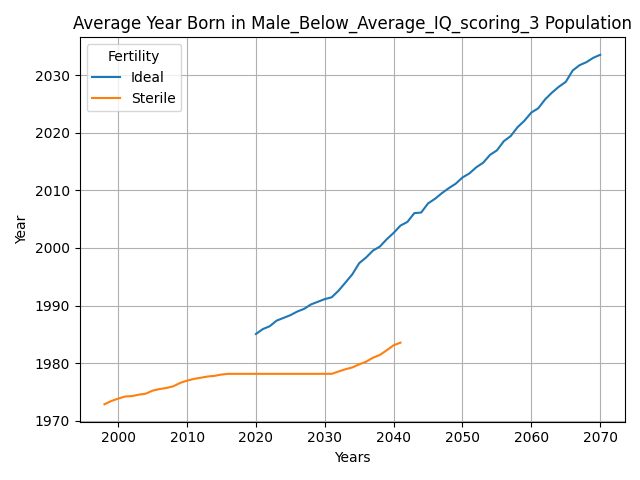 Average Year Born in Male_Below_Average_IQ_scoring_3 Population
Fertility
Ideal
Sterile
2030
2020
2010
2000
1990
1980
1970
Year
2000 2010 2020 2030 2040 2050 2060 2070
Years